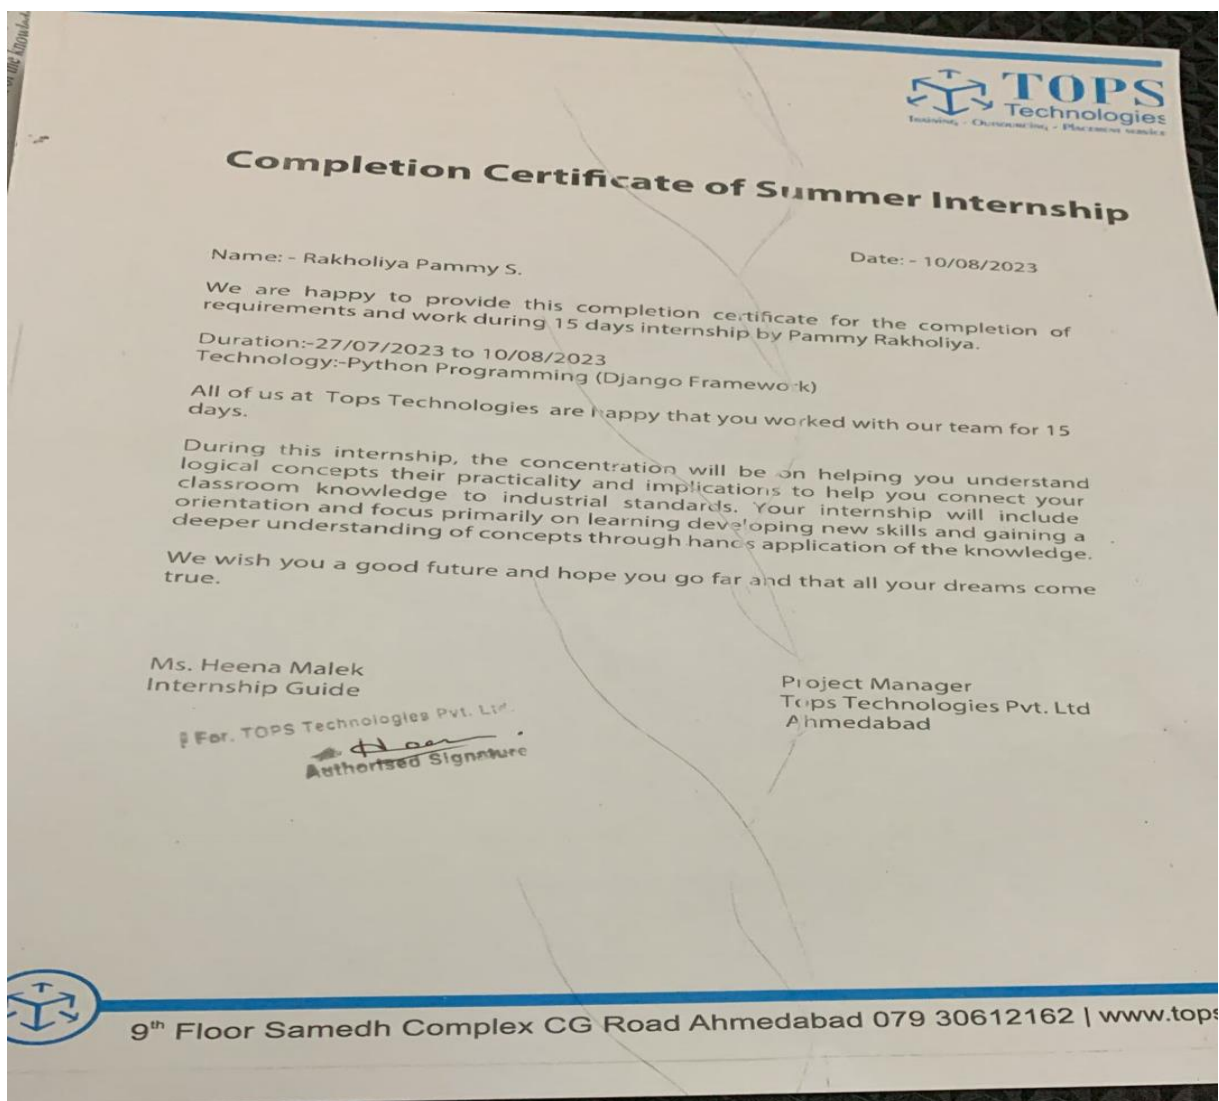 of the knowled
TOPS
Technologies
Training - Outsourcing - Placement service
Completion Certificate of Summer Internship
Name: - Rakholiya Pammy S.
Date: - 10/08/2023
We are happy to provide this completion certificate for the completion of
requirements and work during 15 days internship by Pammy Rakholiya.
Duration:-27/07/2023 to 10/08/2023
Technology:-Python Programming (Django Framework)
All of us at Tops Technologies are happy that you worked with our team for 15
days.
During this internship, the concentration will be on helping you understand
logical concepts their practicality and implications to help you connect your
classroom knowledge to industrial standards. Your internship will include
orientation and focus primarily on learning developing new skills and gaining a
deeper understanding of concepts through hands application of the knowledge.
We wish you a good future and hope you go far and that all your dreams come
true.
Ms. Heena Malek
Internship Guide
For. TOPS Technologies Pvt. Ltd.
Authorised Signature
Project Manager
Tops Technologies Pvt. Ltd
Ahmedabad
9th Floor Samedh Complex CG Road Ahmedabad 079 30612162 | www.tops